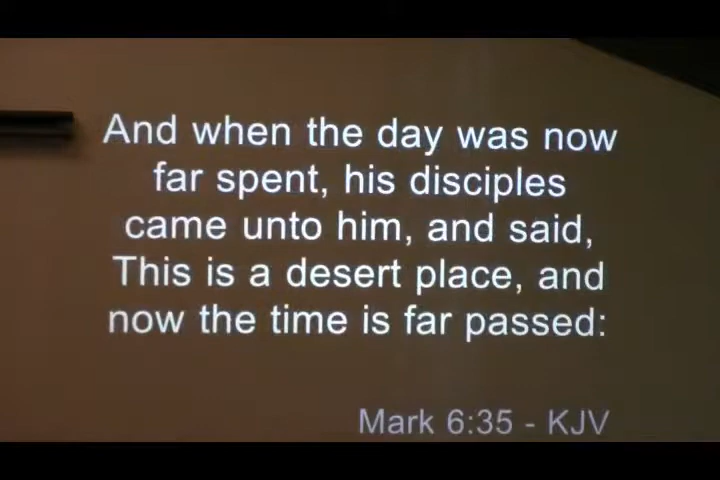 And when the day was now
far spent, his disciples
came unto him, and said,
This is a desert place, and
now the time is far passed:
Mark 6:35 - KJV